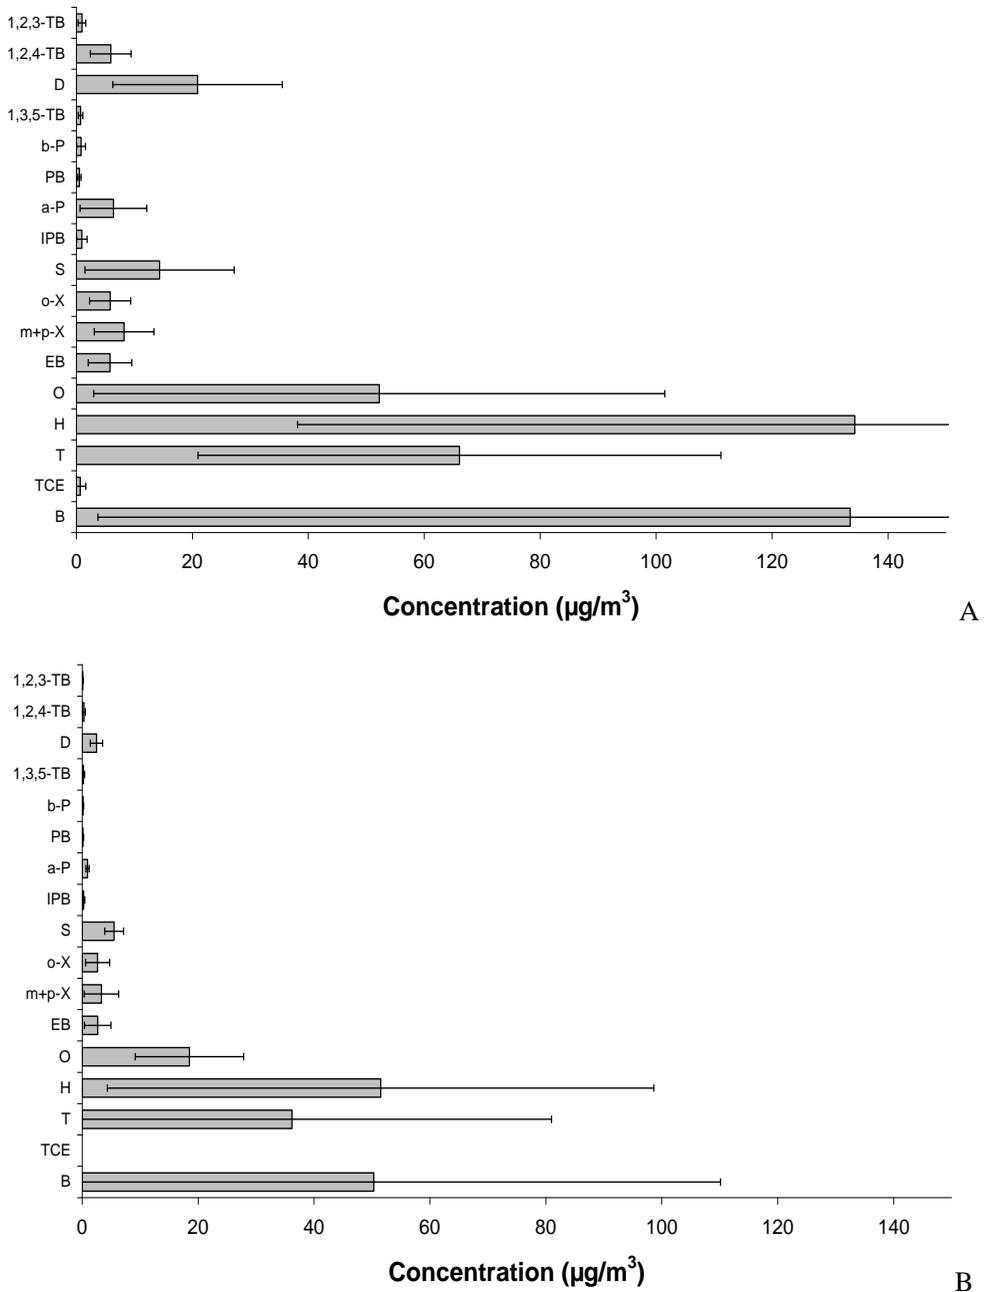 1,2,3-TB
1,2,4-TB
D
1,3,5-TB
b-P
PB
a-P
IPB
S
o-X
m+p-X
EB
O
H
T
TCE
B
0 20 40 60 80 100 120 140
Concentration (µg/m³)
A
1,2,3-TB
1,2,4-TB
D
1,3,5-TB
b-P
PB
a-P
IPB
S
o-X
m+p-X
EB
O
H
T
TCE
B
0 20 40 60 80 100 120 140
Concentration (µg/m³)
B